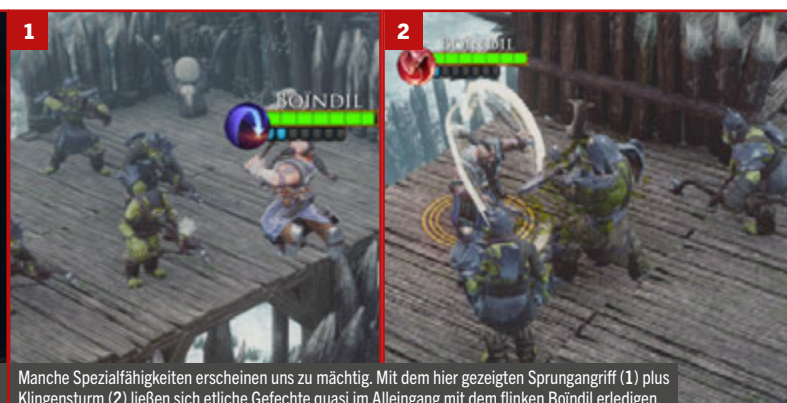 1
BOÏNDIL
2
BOÏNDIL
Manche Spezialfähigkeiten erscheinen uns zu mächtig. Mit dem hier gezeigten Sprungangriff (1) plus
Klingensturm (2) ließen sich etliche Gefechte quasi im Alleingang mit dem flinken Boïndil erledigen.